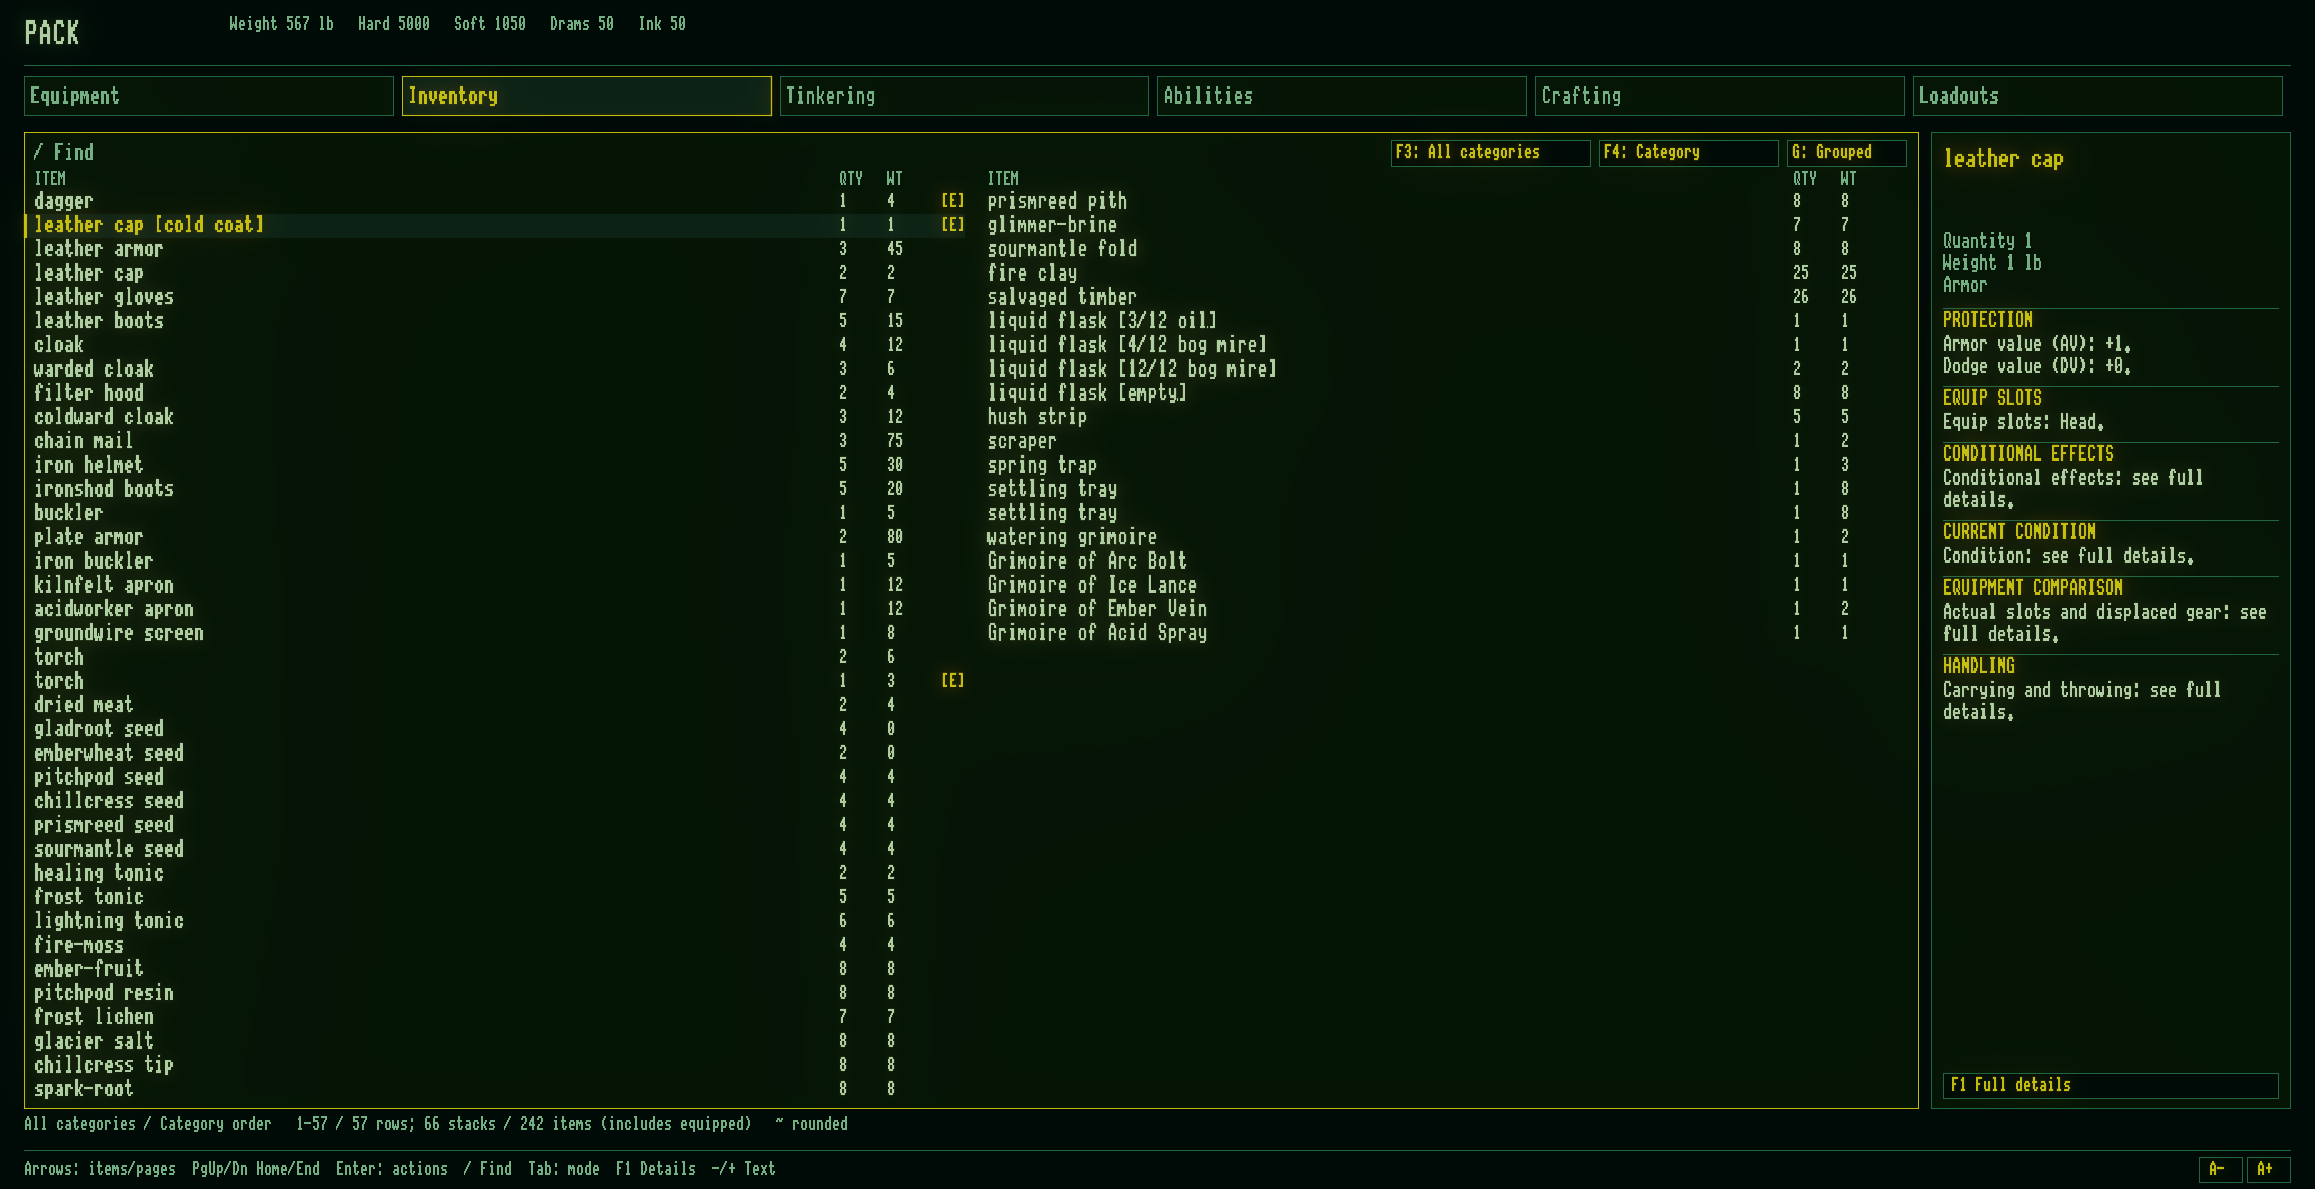 PACK
Weight 567 lb Hard 5000 Soft 1050 Drams 50 Ink 50
Equipment Inventory Tinkering Abilities Crafting Loadouts
/ Find
F3: All categories F4: Category G: Grouped
ITEM QTY WT
dagger 1 4 [E]
leather cap [cold coat] 1 1 [E]
leather armor 3 45
leather cap 2 2
leather gloves 7 7
leather boots 5 15
cloak 4 12
warded cloak 3 6
filter hood 2 4
coldward cloak 3 12
chain mail 3 75
iron helmet 5 30
ironshod boots 5 20
buckler 1 5
plate armor 2 80
iron buckler 1 5
kilnfelt apron 1 12
acidworker apron 1 12
groundwire screen 1 8
torch 2 6
torch 1 3 [E]
dried meat 2 4
gladroot seed 4 0
emberwheat seed 2 0
pitchpod seed 4 4
chillcress seed 4 4
prismreed seed 4 4
sourmantle seed 4 4
healing tonic 2 2
frost tonic 5 5
lightning tonic 6 6
fire-moss 4 4
ember-fruit 8 8
pitchpod resin 8 8
frost lichen 7 7
glacier salt 8 8
chillcress tip 8 8
spark-root 8 8
ITEM QTY WT
prismreed pith 8 8
glimmer-brine 7 7
sourmantle fold 8 8
fire clay 25 25
salvaged timber 26 26
liquid flask [3/12 oil] 1 1
liquid flask [4/12 bog mire] 1 1
liquid flask [12/12 bog mire] 2 2
liquid flask [empty] 8 8
hush strip 5 5
scraper 1 2
spring trap 1 3
settling tray 1 8
settling tray 1 8
watering grimoire 1 2
Grimoire of Arc Bolt 1 1
Grimoire of Ice Lance 1 1
Grimoire of Ember Vein 1 2
Grimoire of Acid Spray 1 1
leather cap
Quantity 1
Weight 1 lb
Armor
PROTECTION
Armor value (AV): +1.
Dodge value (DV): +0.
EQUIP SLOTS
Equip slots: Head.
CONDITIONAL EFFECTS
Conditional effects: see full
details.
CURRENT CONDITION
Condition: see full details.
EQUIPMENT COMPARISON
Actual slots and displaced gear: see
full details.
HANDLING
Carrying and throwing: see full
details.
F1 Full details
All categories / Category order 1-57 / 57 rows; 66 stacks / 242 items (includes equipped) ~ rounded
Arrows: items/pages PgUp/Dn Home/End Enter: actions / Find Tab: mode F1 Details -/+ Text
A- A+